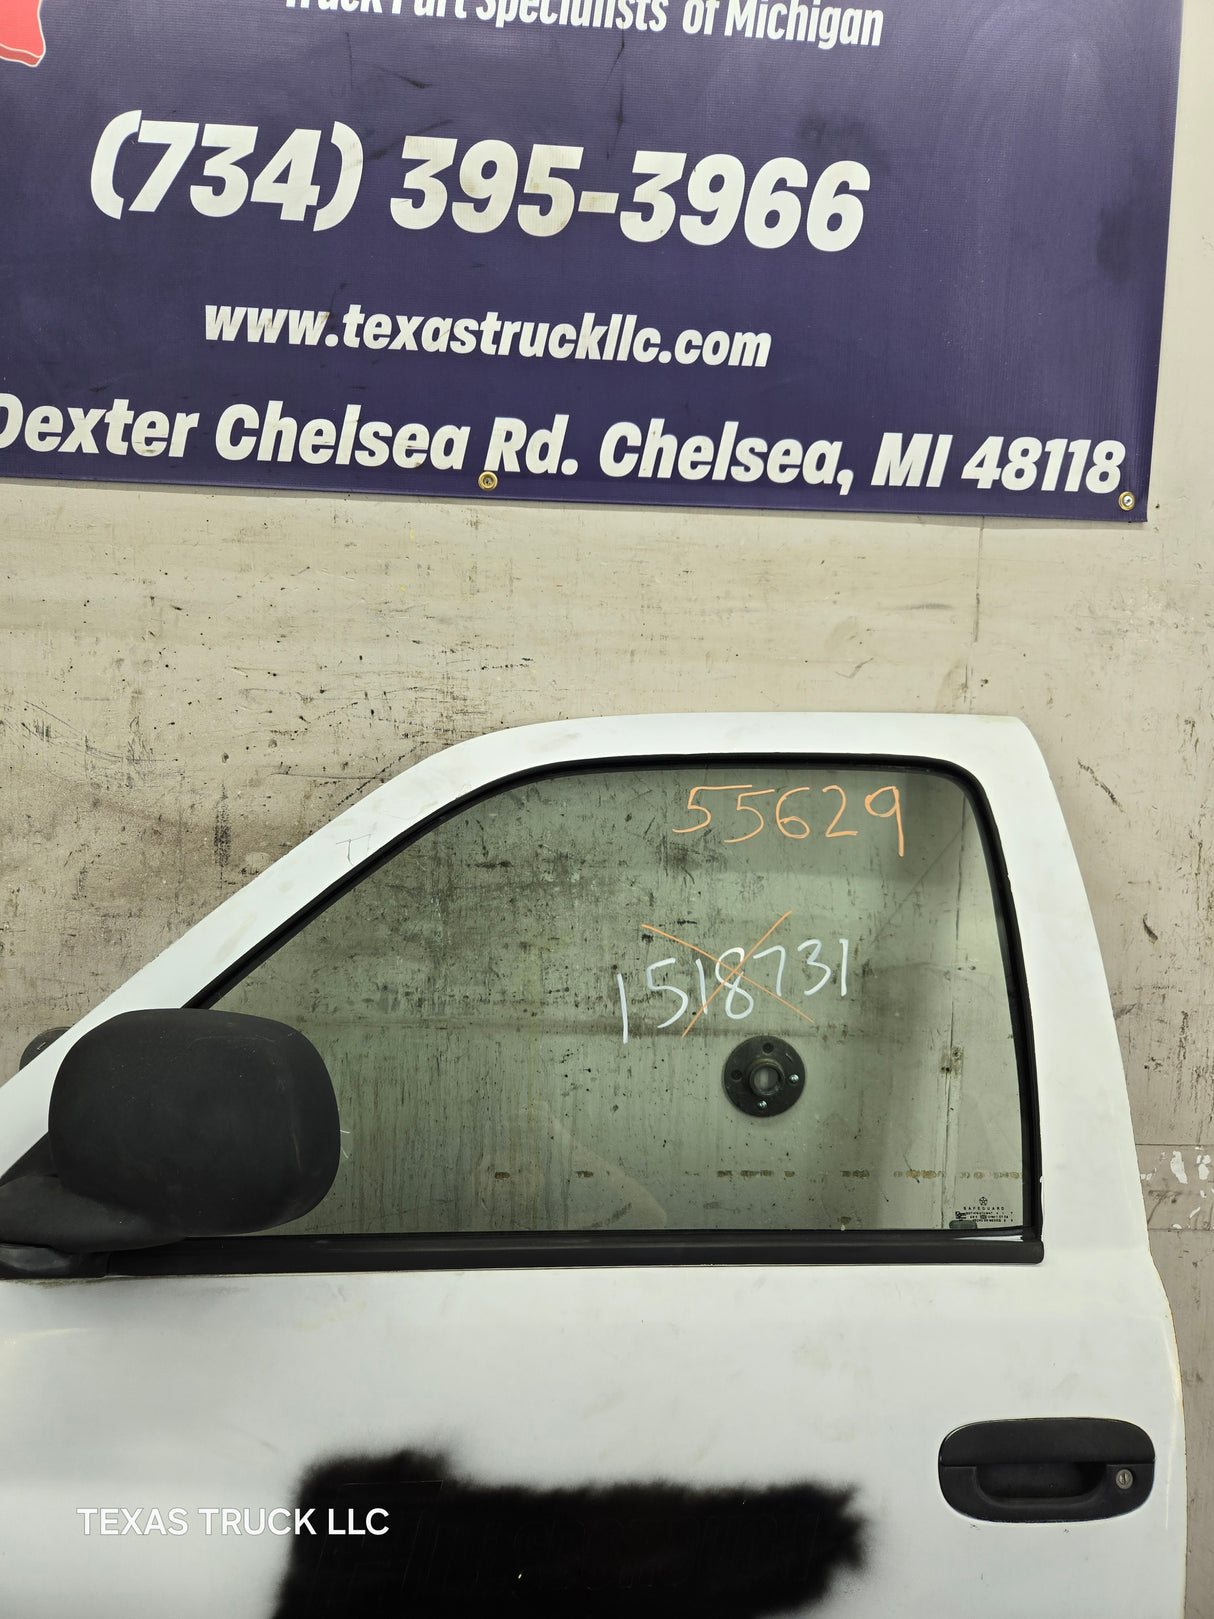 Truck Part Specialists of Michigan
(734) 395-3966
www.texastruckllc.com
Dexter Chelsea Rd. Chelsea, MI 48118
55629
1518731
SAFEGUARD
TEXAS TRUCK LLC